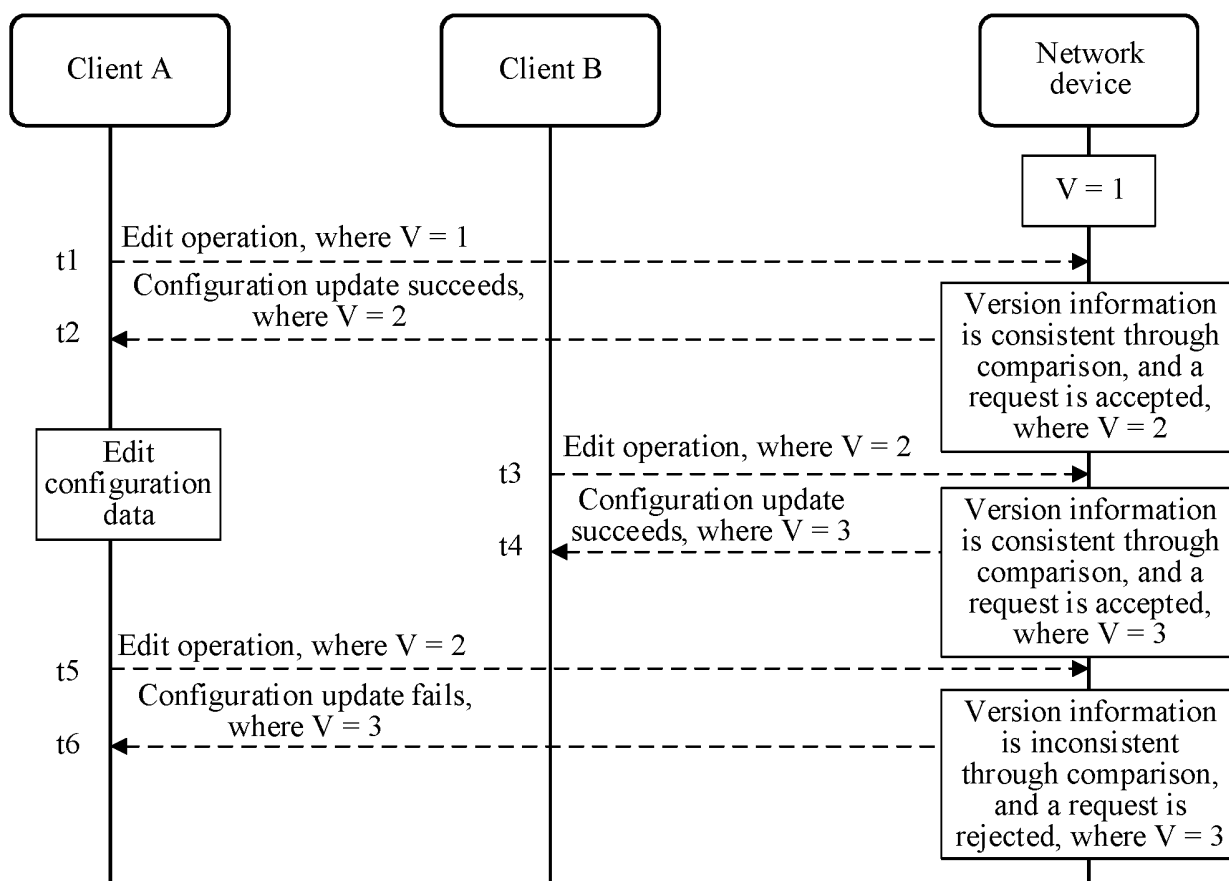 Client A
Client B
Network
device
V = 1
Edit operation, where V = 1
t1
Configuration update succeeds,
where V = 2
t2
Version information
is consistent through
comparison, and a
request is accepted,
where V = 2
Edit
configuration
data
Edit operation, where V = 2
t3
Configuration update
succeeds, where V = 3
t4
Version information
is consistent through
comparison, and a
request is accepted,
where V = 3
Edit operation, where V = 2
t5
Configuration update fails,
where V = 3
t6
Version information
is inconsistent
through comparison,
and a request is
rejected, where V = 3